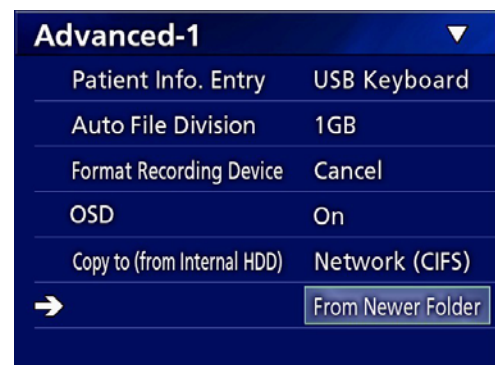 Advanced-1 ▼
Patient Info. Entry USB Keyboard
Auto File Division 1GB
Format Recording Device Cancel
OSD On
Copy to (from Internal HDD) Network (CIFS)
➔ From Newer Folder